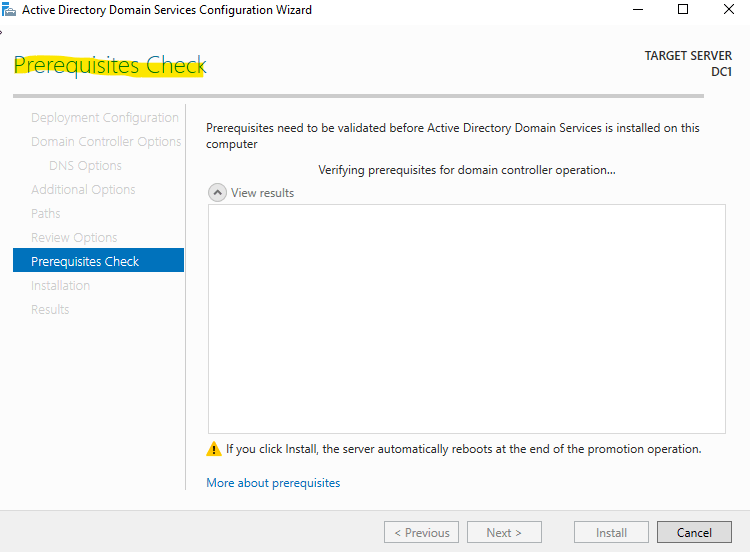 Active Directory Domain Services Configuration Wizard
Prerequisites Check
TARGET SERVER
DC1
Deployment Configuration
Domain Controller Options
DNS Options
Additional Options
Paths
Review Options
Prerequisites Check
Installation
Results
Prerequisites need to be validated before Active Directory Domain Services is installed on this
computer
Verifying prerequisites for domain controller operation...
View results
If you click Install, the server automatically reboots at the end of the promotion operation.
More about prerequisites
< Previous
Next >
Install
Cancel